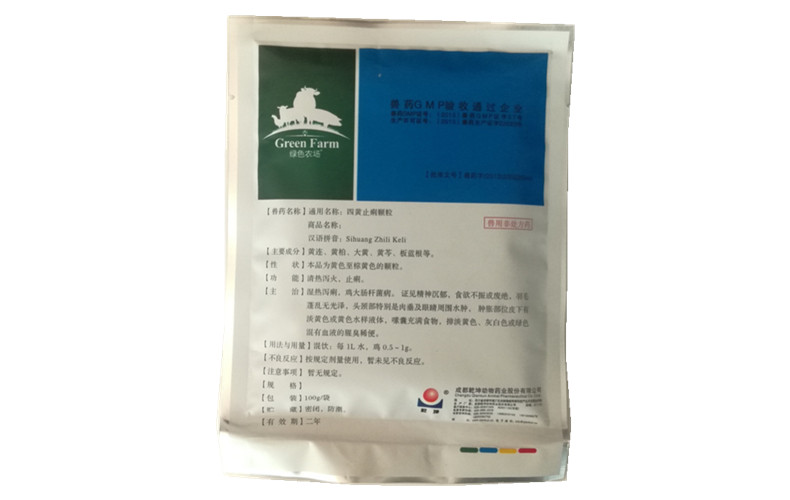 兽药GMP验收通过企业
Green Farm
绿色农场
【兽药名称】通用名称:四黄止痢颗粒
商品名称:
兽用非处方药
汉语拼音:Sihuang Zhili Keli
【主要成分】黄连、黄柏、大黄、黄芩、板蓝根等。
【性 状】本品为黄色至棕黄色的颗粒。
【功 能】清热泻火,止痢。
【主 治】湿热泻痢,鸡大肠杆菌病。 证见精神沉郁,食欲不振或废绝,羽毛
蓬乱无光泽,头颈部特别是肉垂及眼睛周围水肿, 肿胀部位皮下有
淡黄色或黄色水样液体,嗉囊充满食物,排淡黄色、灰白色或绿色
混有血液的腥臭稀便。
【用法与用量】混饮:每 1L 水,鸡 0.5~1g。
【不良反应】按规定剂量使用,暂未见不良反应。
【注意事项】暂无规定。
【规 格】
【包 装】100g/袋
【贮 藏】密闭,防潮。
【有 效 期】二年
乾坤
成都乾坤动物药业股份有限公司